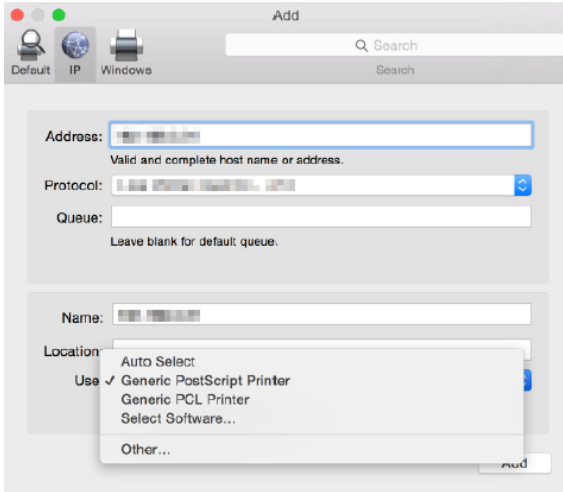 Add
Search
Default IP Windows Search
Address:
Valid and complete host name or address.
Protocol:
Queue:
Leave blank for default queue.
Name:
Location:
Auto Select
Use ✓ Generic PostScript Printer
Generic PCL Printer
Select Software...
Other...
Add